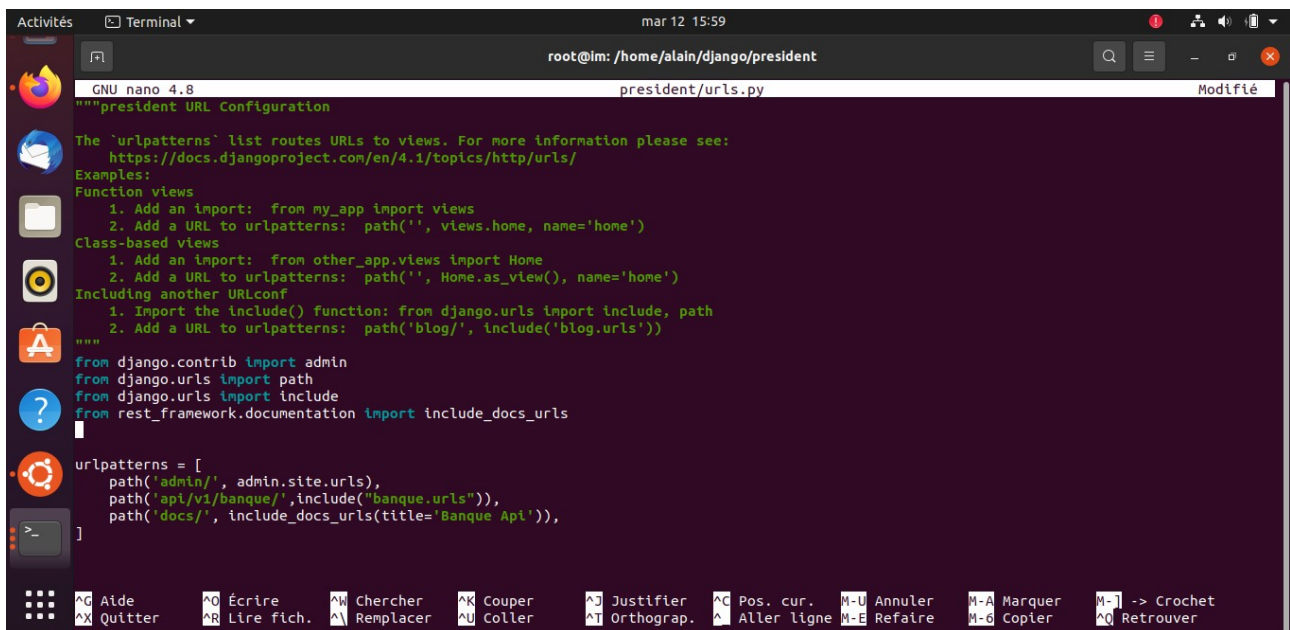 Activités Terminal mar 12 15:59
root@im: /home/alain/django/president
GNU nano 4.8 president/urls.py Modifié
"""president URL Configuration
The `urlpatterns` list routes URLs to views. For more information please see:
    https://docs.djangoproject.com/en/4.1/topics/http/urls/
Examples:
Function views
    1. Add an import:  from my_app import views
    2. Add a URL to urlpatterns:  path('', views.home, name='home')
Class-based views
    1. Add an import:  from other_app.views import Home
    2. Add a URL to urlpatterns:  path('', Home.as_view(), name='home')
Including another URLconf
    1. Import the include() function: from django.urls import include, path
    2. Add a URL to urlpatterns:  path('blog/', include('blog.urls'))
"""
from django.contrib import admin
from django.urls import path
from django.urls import include
from rest_framework.documentation import include_docs_urls
urlpatterns = [
    path('admin/', admin.site.urls),
    path('api/v1/banque/',include("banque.urls")),
    path('docs/', include_docs_urls(title='Banque Api')),
]
^G Aide ^O Écrire ^W Chercher ^K Couper ^J Justifier ^C Pos. cur. M-U Annuler M-A Marquer M-] -> Crochet
^X Quitter ^R Lire fich. ^\ Remplacer ^U Coller ^T Orthograp. ^_ Aller ligne M-E Refaire M-6 Copier ^Q Retrouver